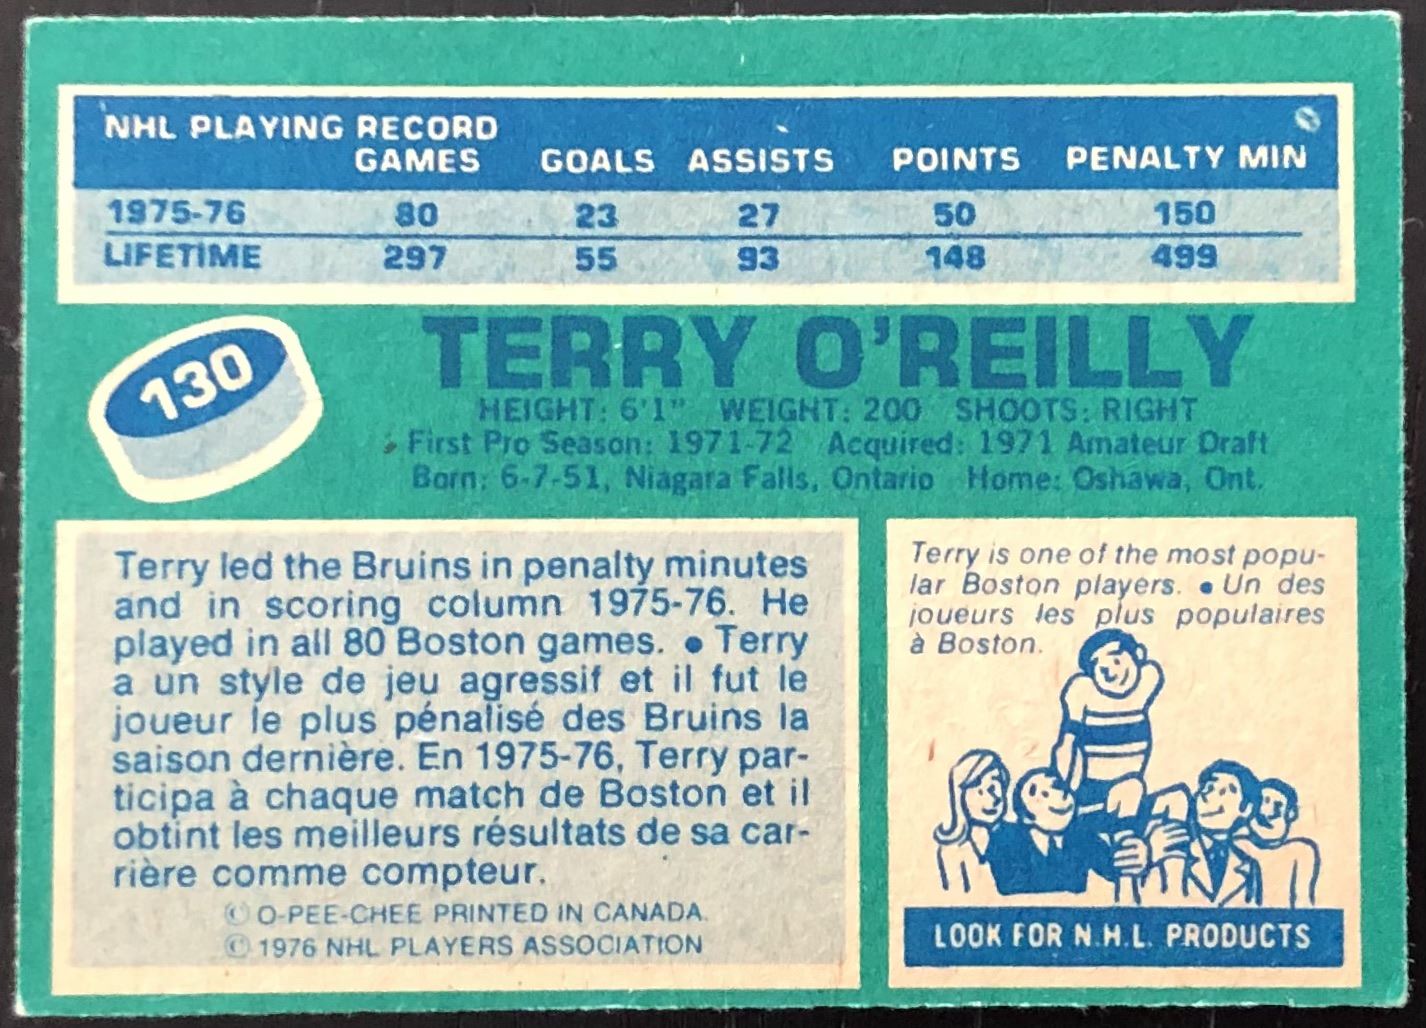 NHL PLAYING RECORD
GAMES GOALS ASSISTS POINTS PENALTY MIN
1975-76 80 23 27 50 150
LIFETIME 297 55 93 148 499
130
TERRY O'REILLY
HEIGHT: 6'1" WEIGHT: 200 SHOOTS: RIGHT
First Pro Season: 1971-72 Acquired: 1971 Amateur Draft
Born: 6-7-51, Niagara Falls, Ontario Home: Oshawa, Ont.
Terry led the Bruins in penalty minutes
and in scoring column 1975-76. He
played in all 80 Boston games. • Terry
a un style de jeu agressif et il fut le
joueur le plus pénalisé des Bruins la
saison dernière. En 1975-76, Terry par-
ticipa à chaque match de Boston et il
obtint les meilleurs résultats de sa car-
rière comme compteur.
© O-PEE-CHEE PRINTED IN CANADA.
© 1976 NHL PLAYERS ASSOCIATION
Terry is one of the most popu-
lar Boston players. • Un des
joueurs les plus populaires
à Boston.
LOOK FOR N.H.L. PRODUCTS